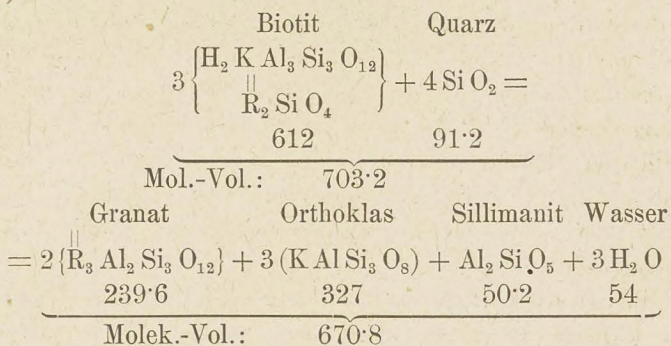 Biotit Quarz
3 { H₂ K Al₃ Si₃ O₁₂
|| R₂ Si O₄ } + 4 Si O₂ =
612 91·2
Mol.-Vol.: 703·2
Granat Orthoklas Sillimanit Wasser
= 2 {R̎₃ Al₂ Si₃ O₁₂} + 3 (K Al Si₃ O₈) + Al₂ Si O₅ + 3 H₂ O
239·6 327 50·2 54
Molek.-Vol.: 670·8